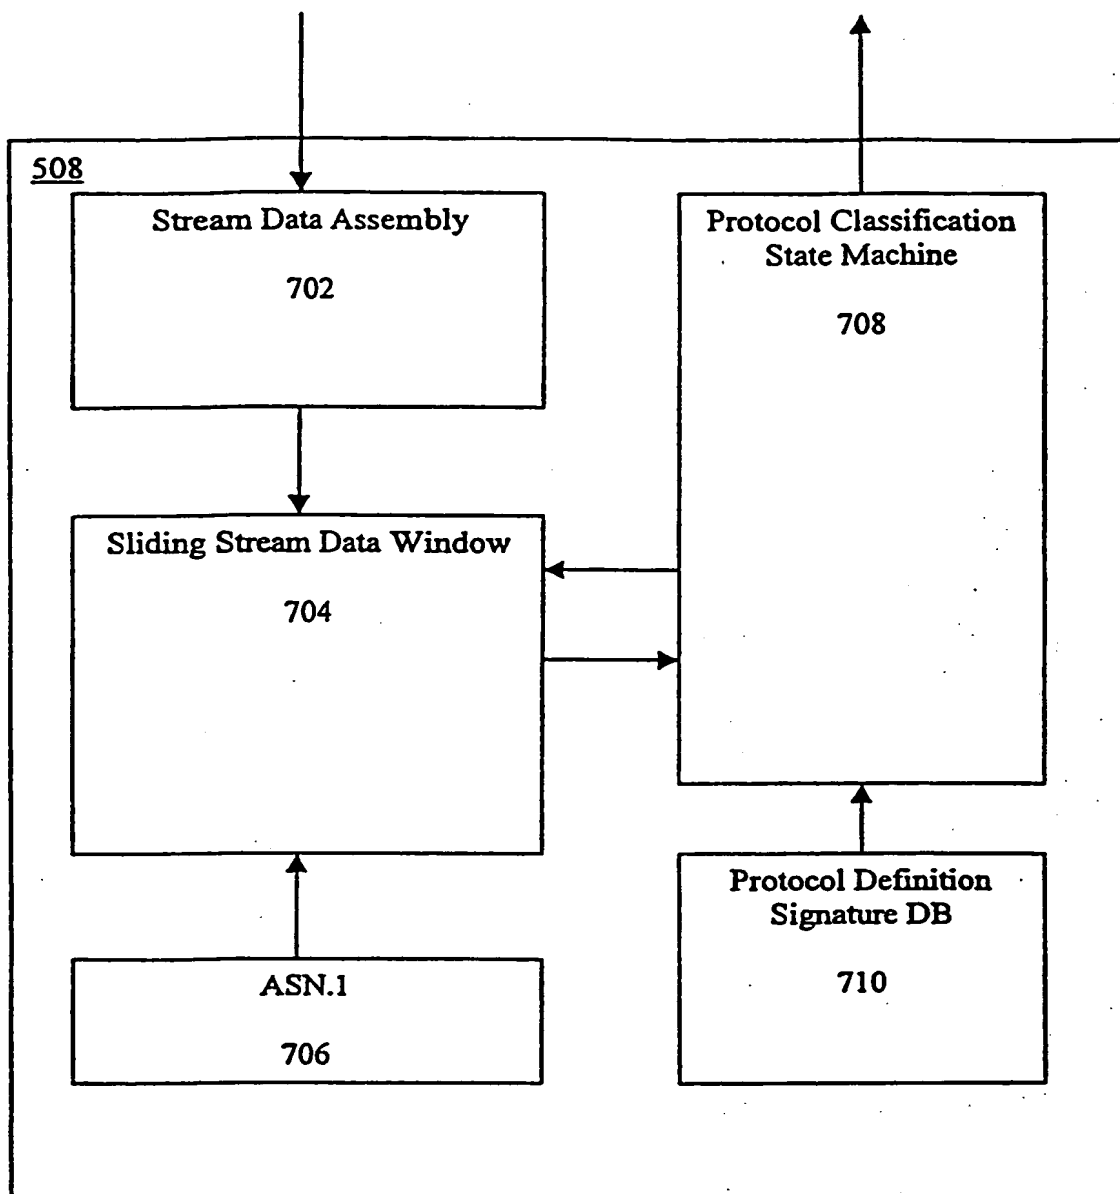 508
Stream Data Assembly
702
Protocol Classification
State Machine
708
Sliding Stream Data Window
704
ASN.1
706
Protocol Definition
Signature DB
710